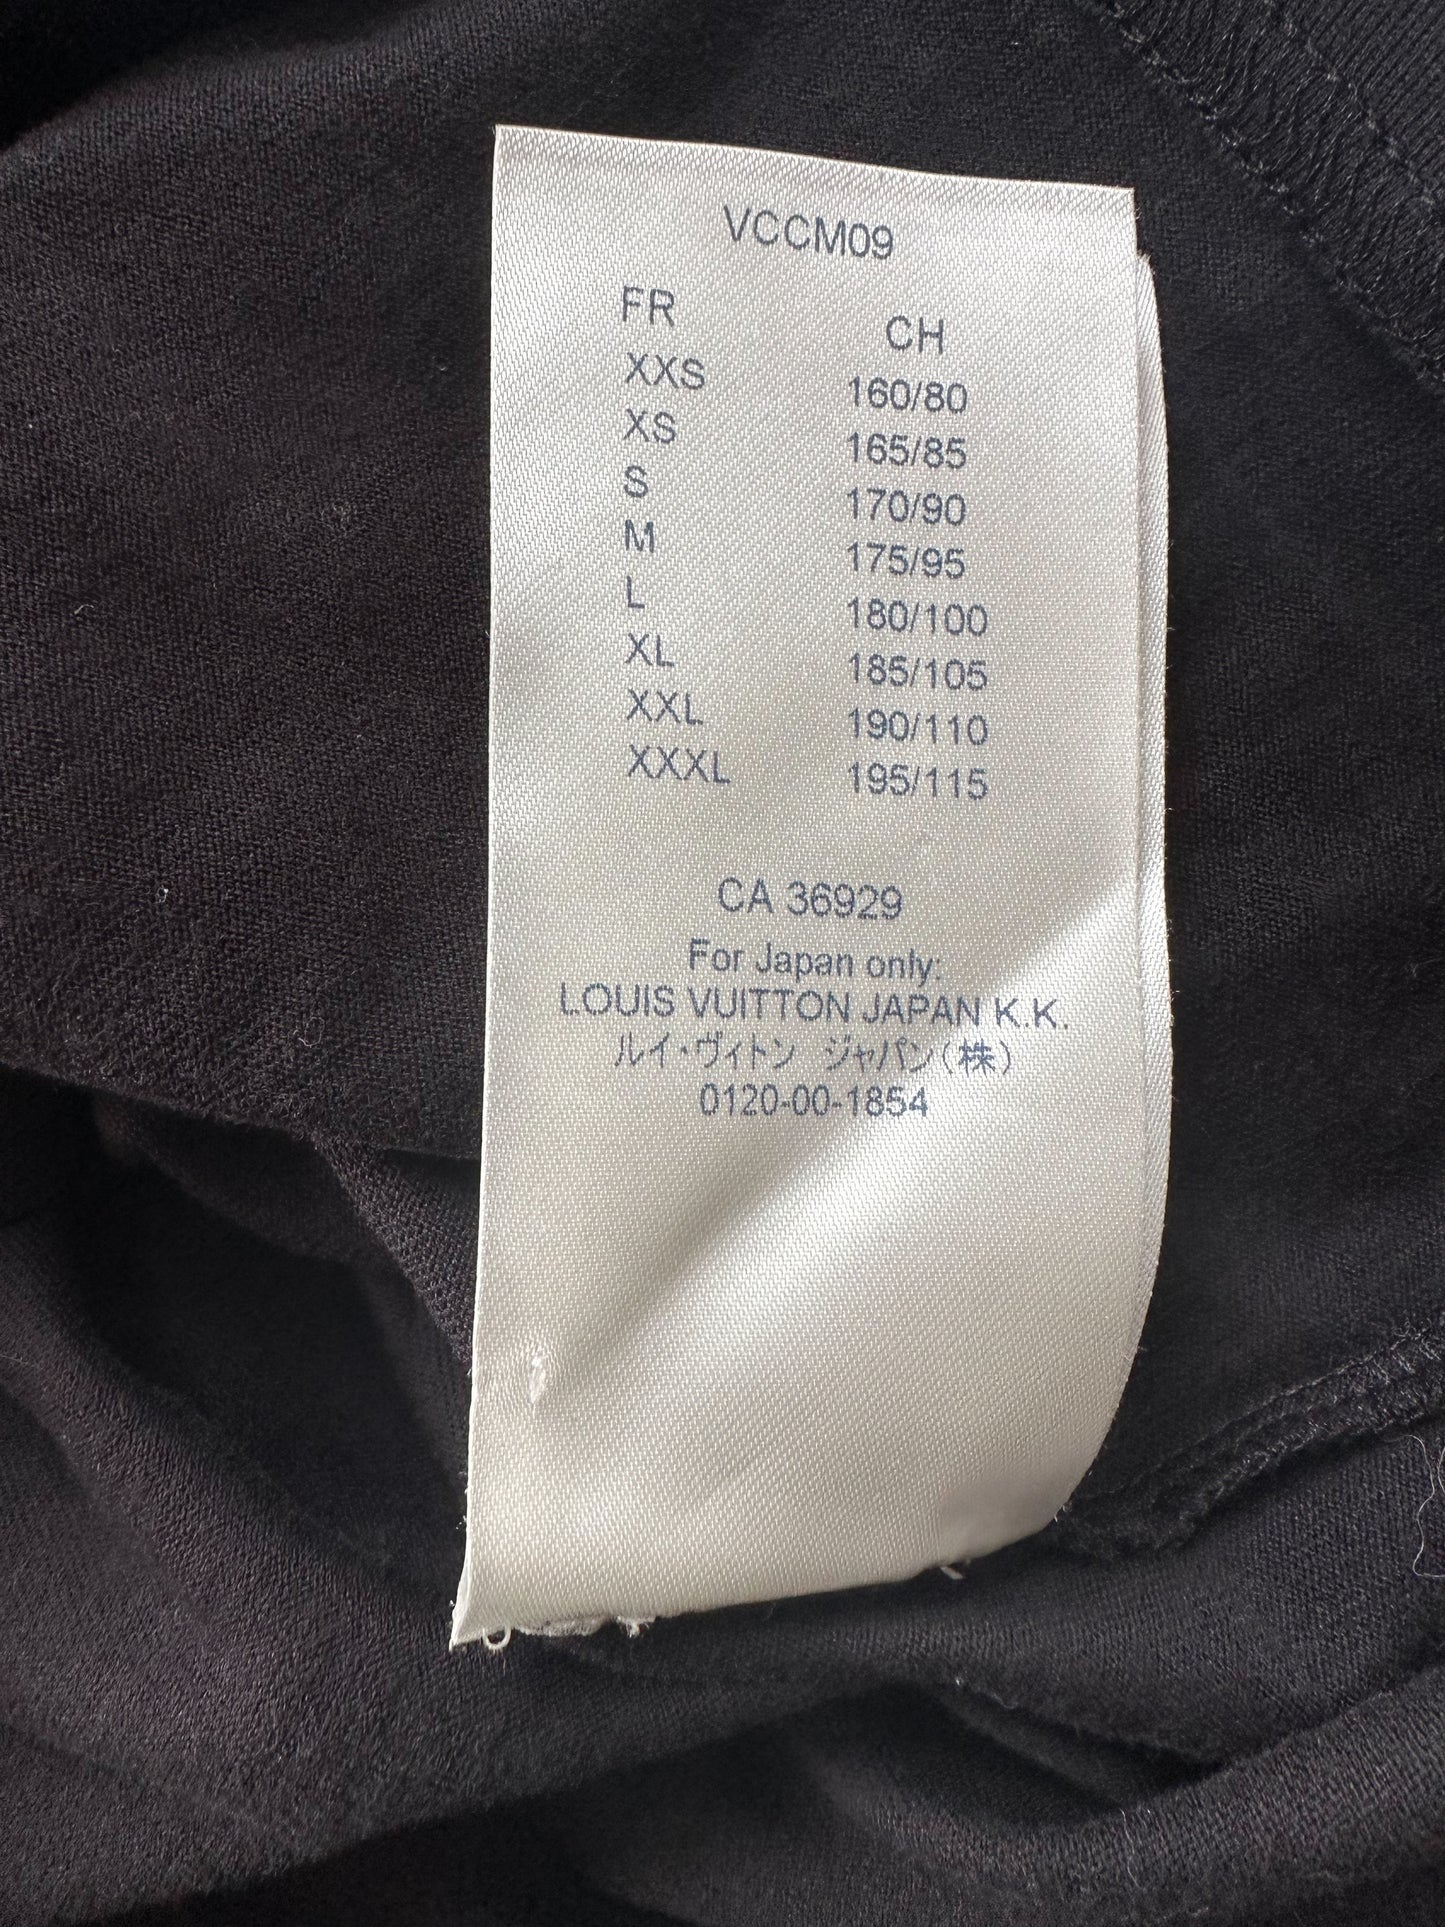 VCCM09
FR CH
XXS 160/80
XS 165/85
S 170/90
M 175/95
L 180/100
XL 185/105
XXL 190/110
XXXL 195/115
CA 36929
For Japan only:
LOUIS VUITTON JAPAN K.K.
ルイ・ヴィトン ジャパン(株)
0120-00-1854